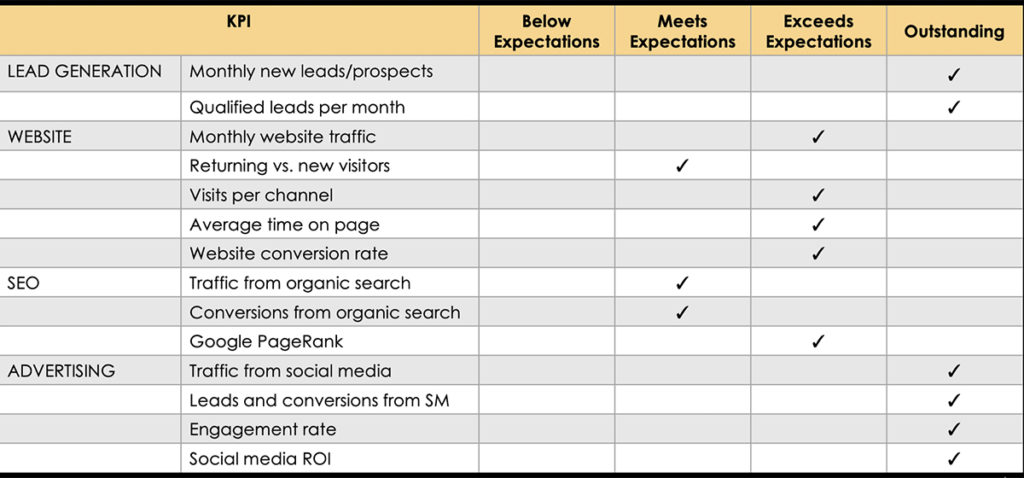 KPI Below Expectations Meets Expectations Exceeds Expectations Outstanding
LEAD GENERATION Monthly new leads/prospects ✓
Qualified leads per month ✓
WEBSITE Monthly website traffic ✓
Returning vs. new visitors ✓
Visits per channel ✓
Average time on page ✓
Website conversion rate ✓
SEO Traffic from organic search ✓
Conversions from organic search ✓
Google PageRank ✓
ADVERTISING Traffic from social media ✓
Leads and conversions from SM ✓
Engagement rate ✓
Social media ROI ✓